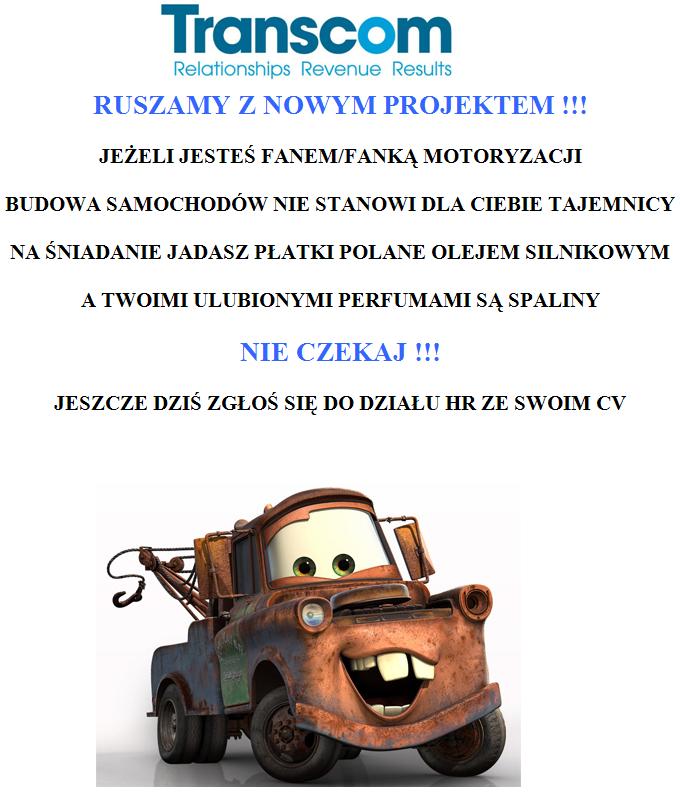 Transcom
Relationships Revenue Results
RUSZAMY Z NOWYM PROJEKTEM !!!
JEŻELI JESTEŚ FANEM/FANKĄ MOTORYZACJI
BUDOWA SAMOCHODÓW NIE STANOWI DLA CIEBIE TAJEMNICY
NA ŚNIADANIE JADASZ PŁATKI POLANE OLEJEM SILNIKOWYM
A TWOIMI ULUBIONYMI PERFUMAMI SĄ SPALINY
NIE CZEKAJ !!!
JESZCZE DZIŚ ZGŁOŚ SIĘ DO DZIAŁU HR ZE SWOIM CV